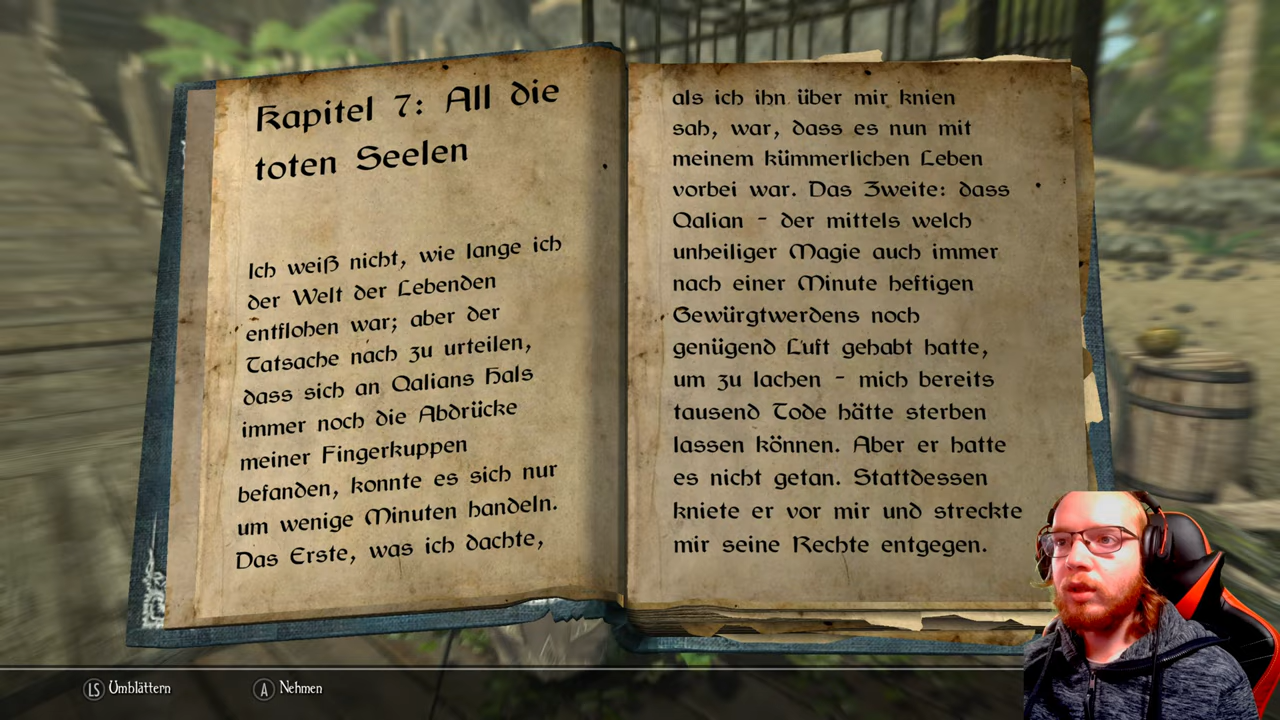 Kapitel 7: All die
toten Seelen
Ich weiß nicht, wie lange ich
der Welt der Lebenden
entflohen war; aber der
Tatsache nach zu urteilen,
dass sich an Qalians Hals
immer noch die Abdrücke
meiner Fingerkuppen
befanden, konnte es sich nur
um wenige Minuten handeln.
Das Erste, was ich dachte,
als ich ihn über mir knien
sah, war, dass es nun mit
meinem kümmerlichen Leben
vorbei war. Das Zweite: dass
Qalian - der mittels welch
unheiliger Magie auch immer
nach einer Minute heftigen
Gewürgtwerdens noch
genügend Luft gehabt hatte,
um zu lachen - mich bereits
tausend Tode hätte sterben
lassen können. Aber er hatte
es nicht getan. Stattdessen
kniete er vor mir und streckte
mir seine Rechte entgegen.
LS Umblättern
A Nehmen